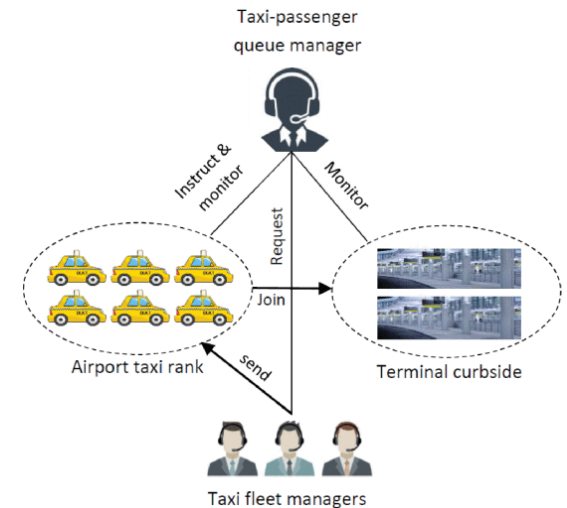 Taxi-passenger
queue manager
Instruct &
monitor
Monitor
Request
Join
Airport taxi rank
Terminal curbside
send
Taxi fleet managers